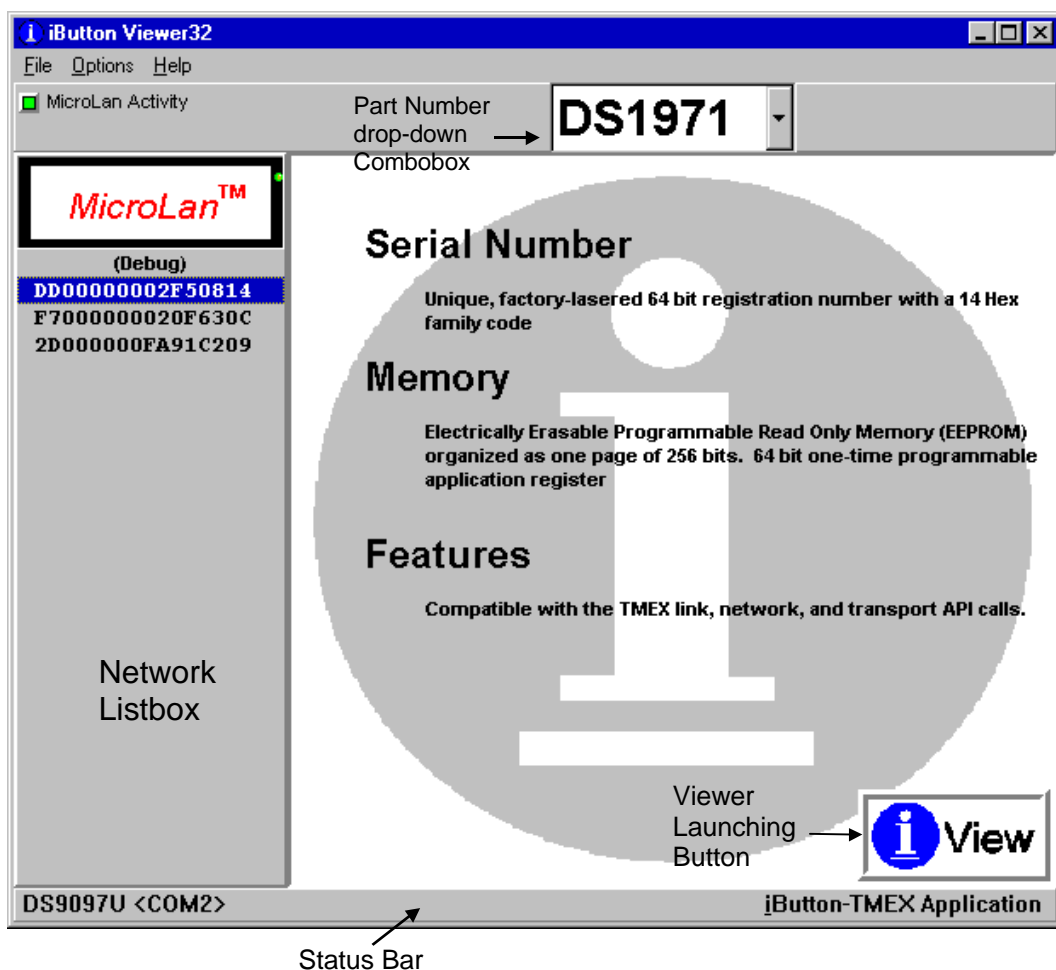 iButton Viewer32
File Options Help
MicroLan Activity
Part Number
drop-down
Combobox
DS1971
MicroLan™
(Debug)
DD00000002F50814
F7000000020F630C
2D000000FA91C209
Network
Listbox
Serial Number
Unique, factory-lasered 64 bit registration number with a 14 Hex
family code
Memory
Electrically Erasable Programmable Read Only Memory (EEPROM)
organized as one page of 256 bits. 64 bit one-time programmable
application register
Features
Compatible with the TMEX link, network, and transport API calls.
Viewer
Launching
Button
i View
DS9097U <COM2>
iButton-TMEX Application
Status Bar